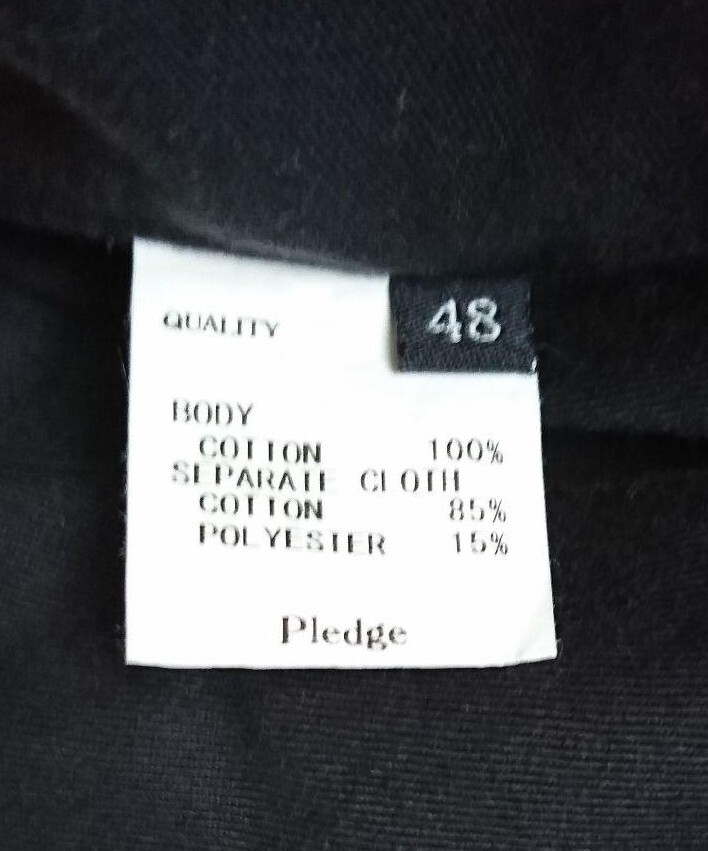 QUALITY
48
BODY
COTTON 100%
SEPARATE CLOTH
COTTON 85%
POLYESTER 15%
Pledge